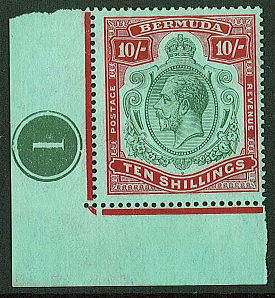 BERMUDA
10/- 10/-
POSTAGE
REVENUE
TEN SHILLINGS
1